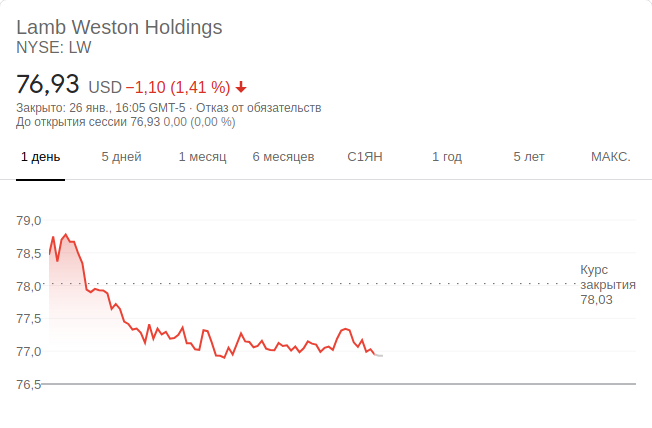 Lamb Weston Holdings
NYSE: LW
76,93 USD −1,10 (1,41 %)
Закрыто: 26 янв., 16:05 GMT-5 · Отказ от обязательств
До открытия сессии 76,93 0,00 (0,00 %)
1 день 5 дней 1 месяц 6 месяцев С1ЯН 1 год 5 лет МАКС.
79,0
78,5
Курс
78,0 закрытия
78,03
77,5
77,0
76,5